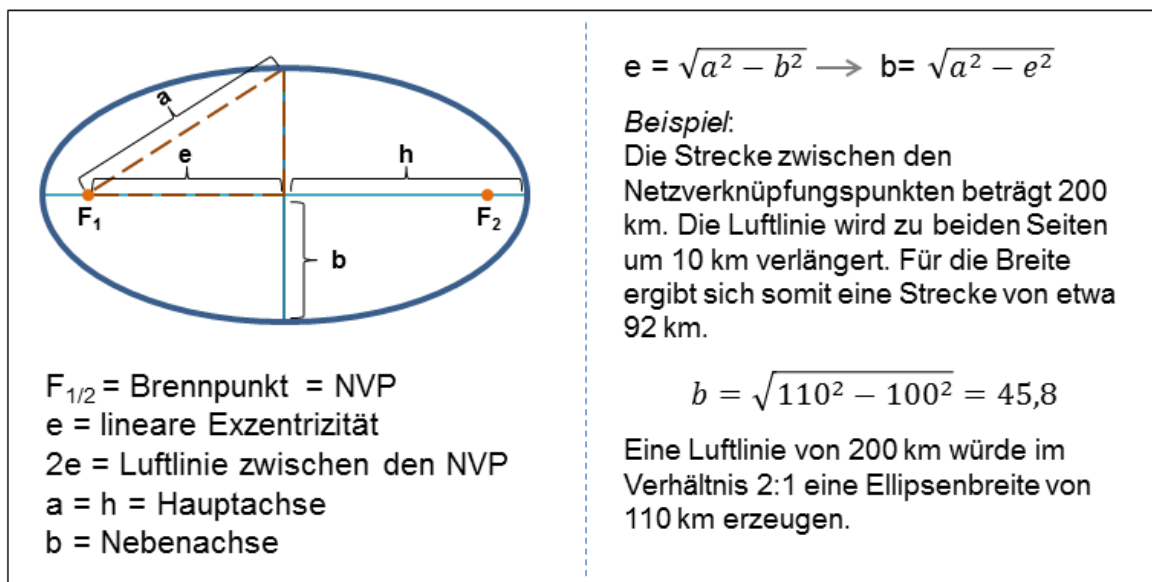 a
e
h
F₁
F₂
b
F₁/₂ = Brennpunkt = NVP
e = lineare Exzentrizität
2e = Luftlinie zwischen den NVP
a = h = Hauptachse
b = Nebenachse
e = √(a² − b²) → b= √(a² − e²)
Beispiel:
Die Strecke zwischen den
Netzverknüpfungspunkten beträgt 200
km. Die Luftlinie wird zu beiden Seiten
um 10 km verlängert. Für die Breite
ergibt sich somit eine Strecke von etwa
92 km.
b = √(110² − 100²) = 45,8
Eine Luftlinie von 200 km würde im
Verhältnis 2:1 eine Ellipsenbreite von
110 km erzeugen.